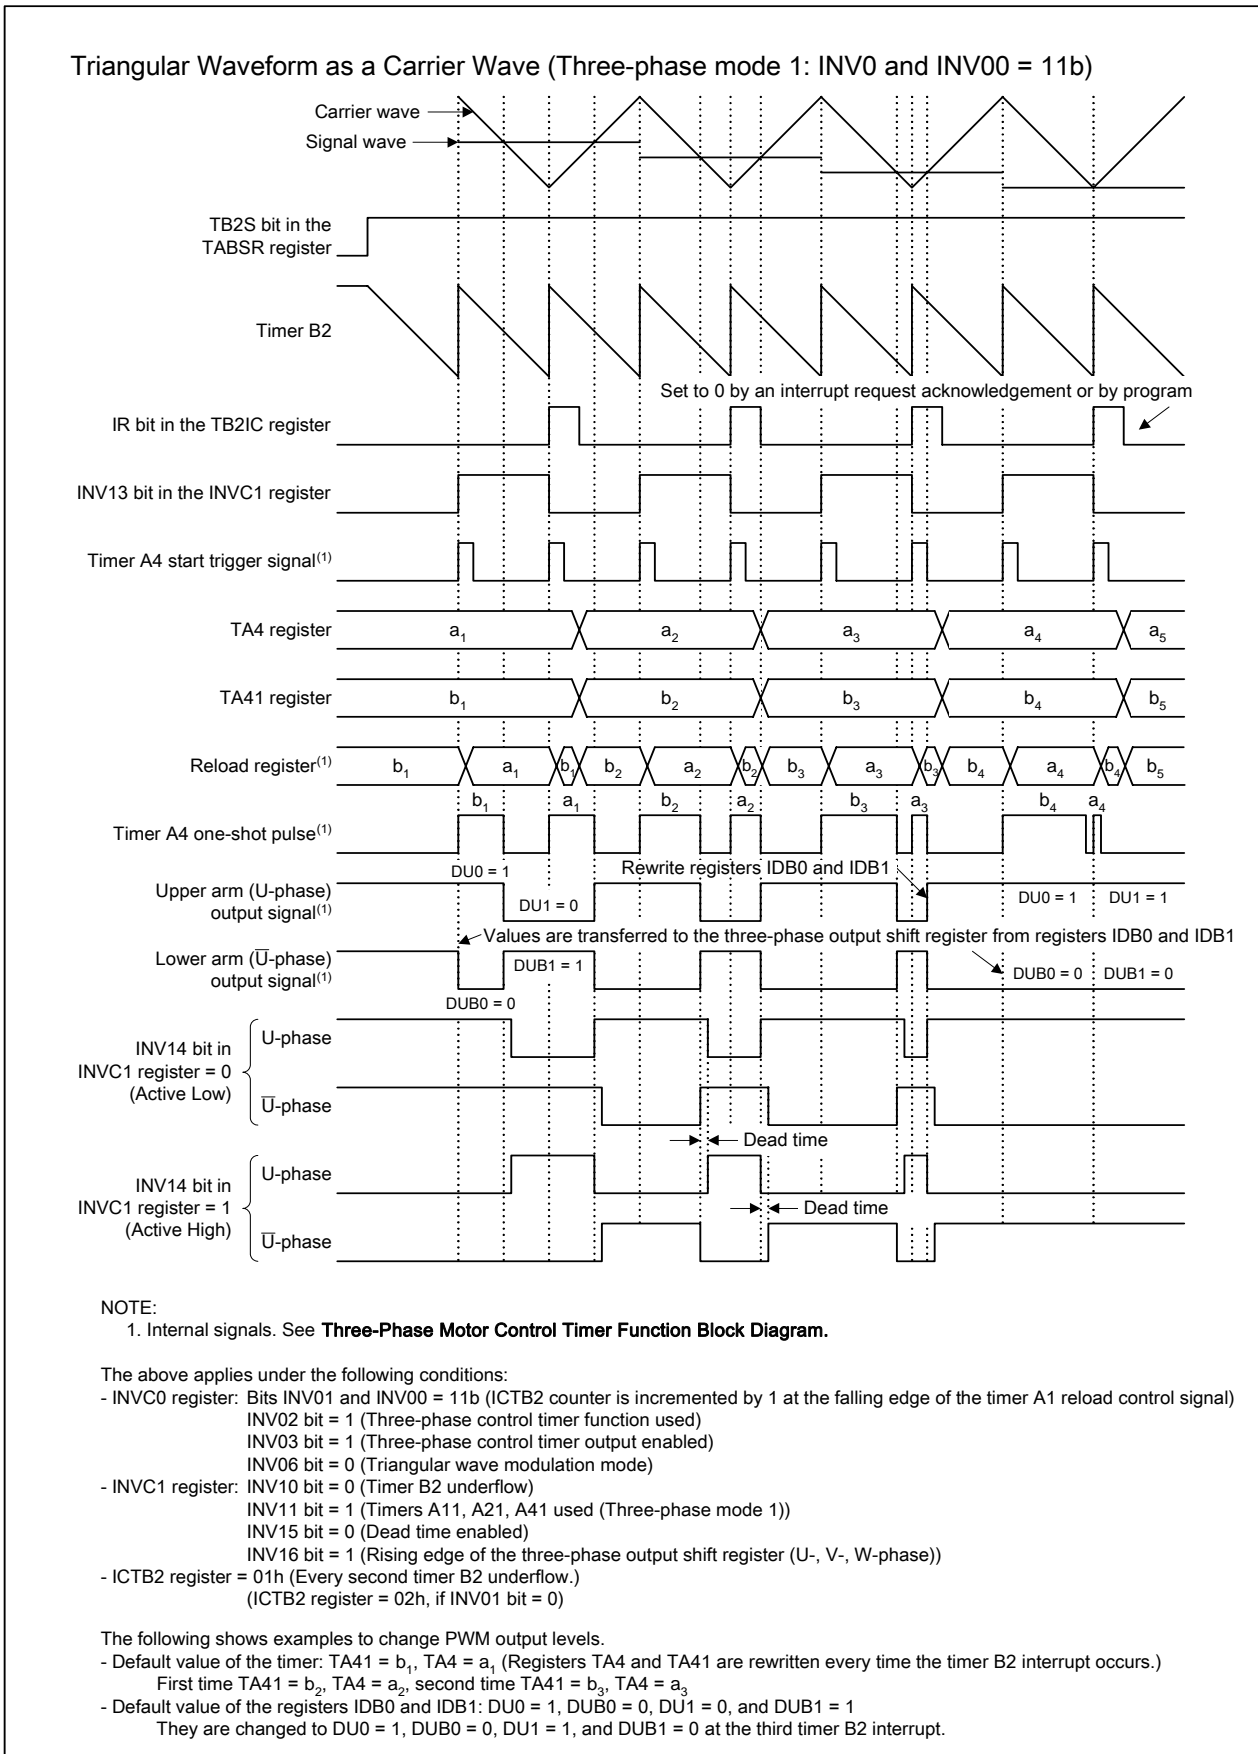 Triangular Waveform as a Carrier Wave (Three-phase mode 1: INV0 and INV00 = 11b)
Carrier wave
Signal wave
TB2S bit in the
TABSR register
Timer B2
Set to 0 by an interrupt request acknowledgement or by program
IR bit in the TB2IC register
INV13 bit in the INVC1 register
Timer A4 start trigger signal(1)
TA4 register
a1 a2 a3 a4 a5
TA41 register
b1 b2 b3 b4 b5
Reload register(1)
b1 a1 b1 b2 a2 b2 b3 a3 b3 b4 a4 b4 b5
b1 a1 b2 a2 b3 a3 b4 a4
Timer A4 one-shot pulse(1)
DU0 = 1
Rewrite registers IDB0 and IDB1
Upper arm (U-phase)
output signal(1)
DU1 = 0
DU0 = 1
DU1 = 1
Values are transferred to the three-phase output shift register from registers IDB0 and IDB1
Lower arm (U̅-phase)
output signal(1)
DUB1 = 1
DUB0 = 0
DUB1 = 0
DUB0 = 0
INV14 bit in
INVC1 register = 0
(Active Low)
U-phase
U̅-phase
Dead time
INV14 bit in
INVC1 register = 1
(Active High)
U-phase
Dead time
U̅-phase
NOTE:
1. Internal signals. See Three-Phase Motor Control Timer Function Block Diagram.
The above applies under the following conditions:
- INVC0 register: Bits INV01 and INV00 = 11b (ICTB2 counter is incremented by 1 at the falling edge of the timer A1 reload control signal)
INV02 bit = 1 (Three-phase control timer function used)
INV03 bit = 1 (Three-phase control timer output enabled)
INV06 bit = 0 (Triangular wave modulation mode)
- INVC1 register: INV10 bit = 0 (Timer B2 underflow)
INV11 bit = 1 (Timers A11, A21, A41 used (Three-phase mode 1))
INV15 bit = 0 (Dead time enabled)
INV16 bit = 1 (Rising edge of the three-phase output shift register (U-, V-, W-phase))
- ICTB2 register = 01h (Every second timer B2 underflow.)
(ICTB2 register = 02h, if INV01 bit = 0)
The following shows examples to change PWM output levels.
- Default value of the timer: TA41 = b1, TA4 = a1 (Registers TA4 and TA41 are rewritten every time the timer B2 interrupt occurs.)
First time TA41 = b2, TA4 = a2, second time TA41 = b3, TA4 = a3
- Default value of the registers IDB0 and IDB1: DU0 = 1, DUB0 = 0, DU1 = 0, and DUB1 = 1
They are changed to DU0 = 1, DUB0 = 0, DU1 = 1, and DUB1 = 0 at the third timer B2 interrupt.